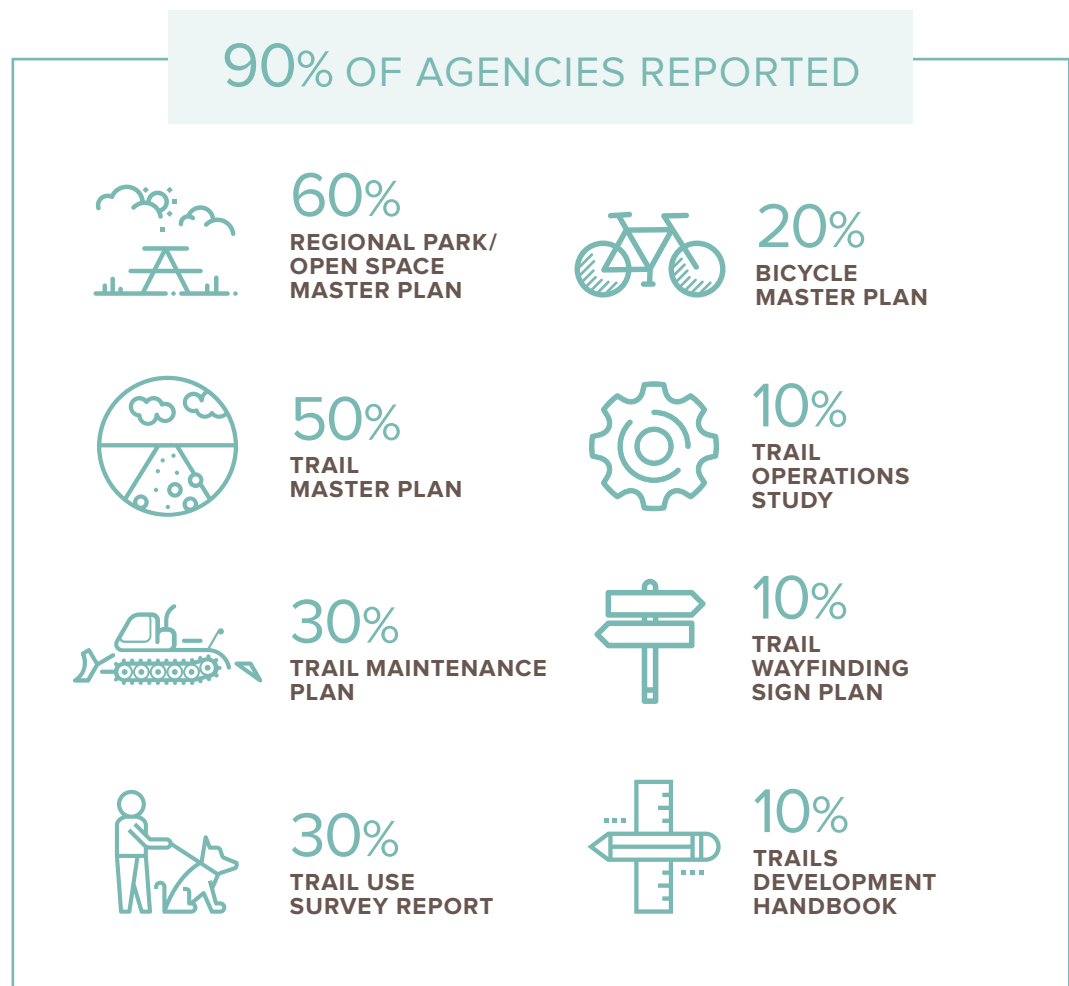 90% OF AGENCIES REPORTED
60%
REGIONAL PARK/
OPEN SPACE
MASTER PLAN
20%
BICYCLE
MASTER PLAN
50%
TRAIL
MASTER PLAN
10%
TRAIL
OPERATIONS
STUDY
30%
TRAIL MAINTENANCE
PLAN
10%
TRAIL
WAYFINDING
SIGN PLAN
30%
TRAIL USE
SURVEY REPORT
10%
TRAILS
DEVELOPMENT
HANDBOOK